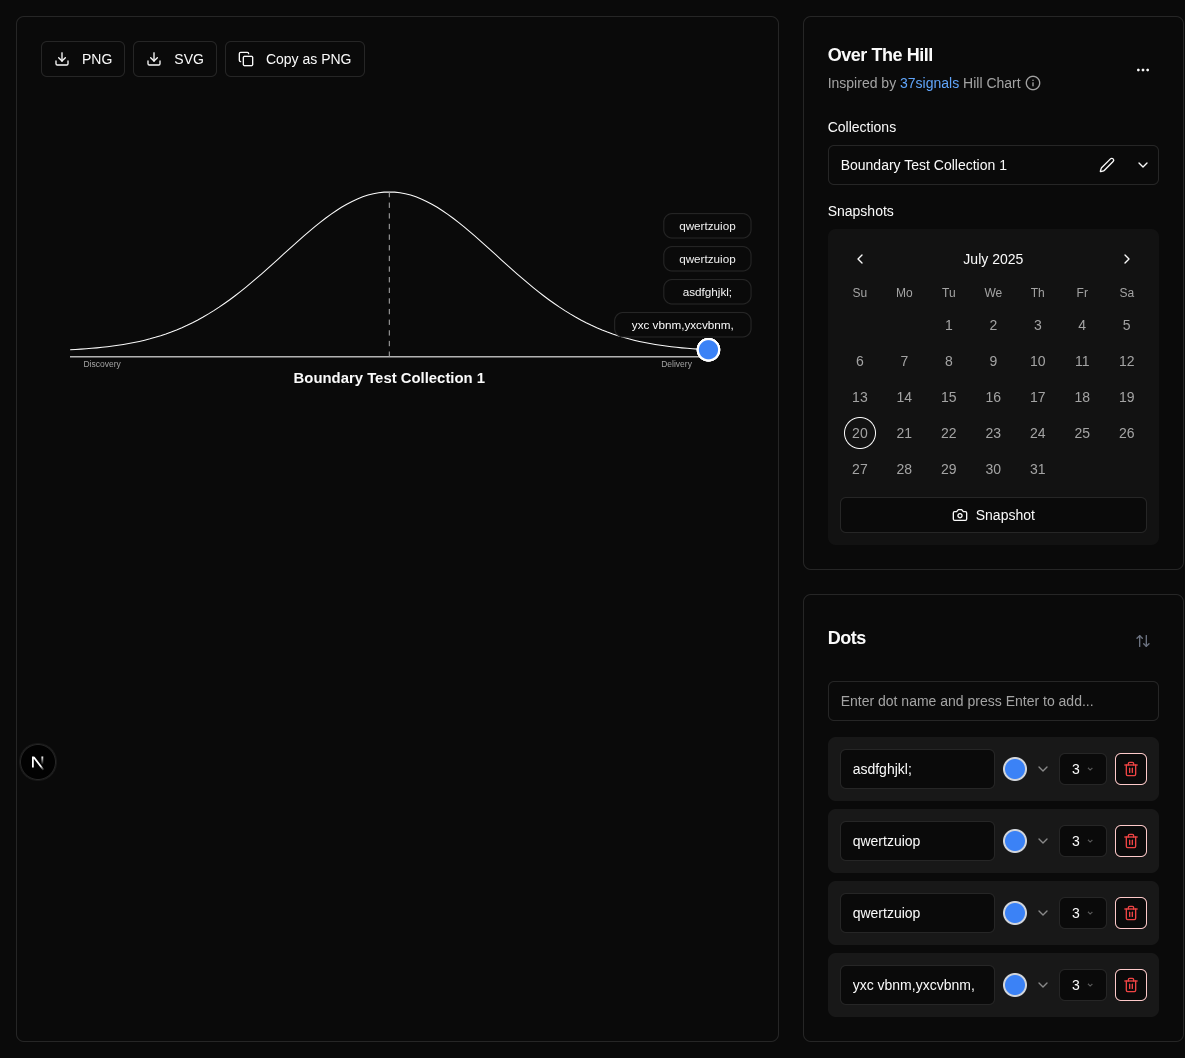 PNG
SVG
Copy as PNG
qwertzuiop
qwertzuiop
asdfghjkl;
yxc vbnm,yxcvbnm,
Discovery
Delivery
Boundary Test Collection 1
N
Over The Hill
Inspired by 37signals Hill Chart
Collections
Boundary Test Collection 1
Snapshots
July 2025
Su Mo Tu We Th Fr Sa
1 2 3 4 5
6 7 8 9 10 11 12
13 14 15 16 17 18 19
20 21 22 23 24 25 26
27 28 29 30 31
Snapshot
Dots
Enter dot name and press Enter to add...
asdfghjkl; 3
qwertzuiop 3
qwertzuiop 3
yxc vbnm,yxcvbnm, 3